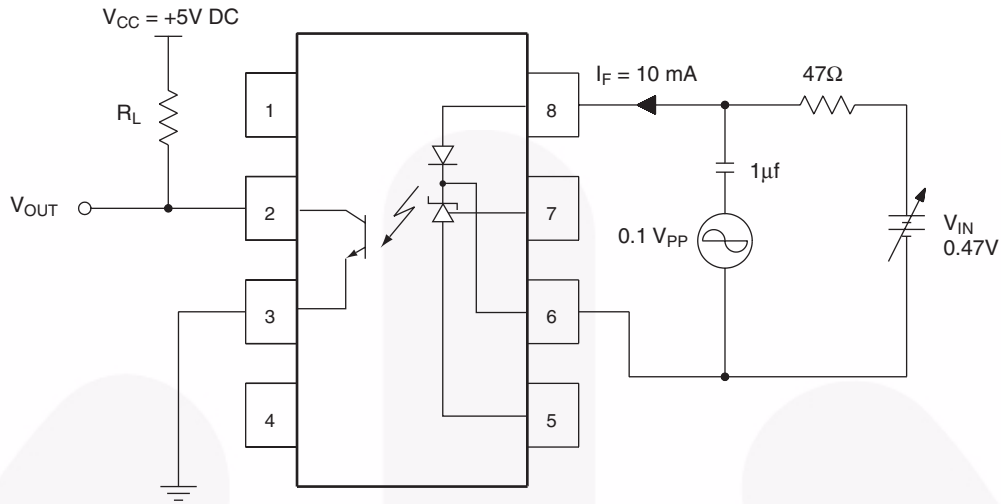 V_CC = +5V DC
R_L
V_OUT
1
2
3
4
8
7
6
5
I_F = 10 mA
47Ω
1μf
0.1 V_PP
V_IN
0.47V